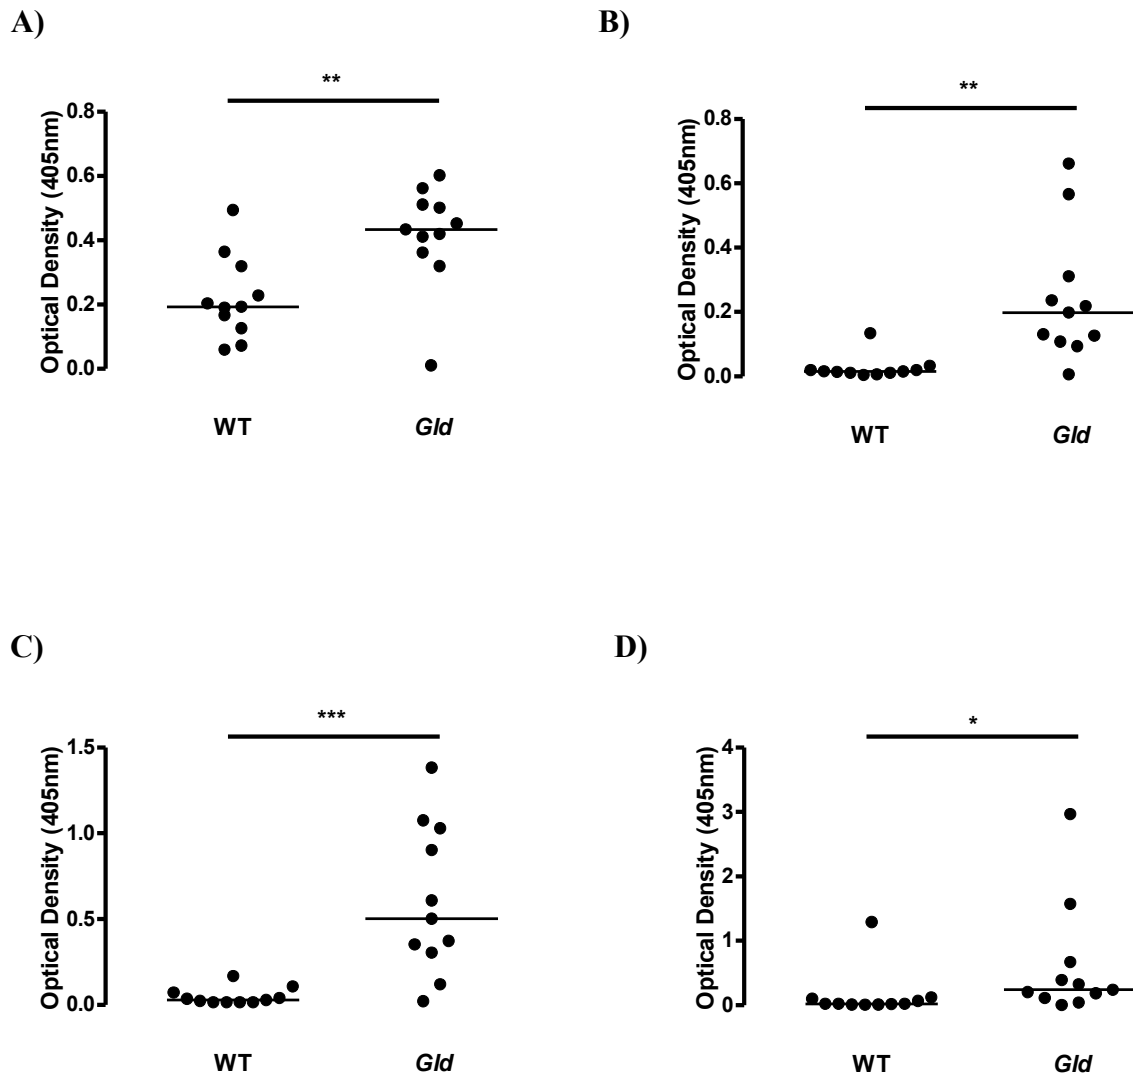 A)
**
Optical Density (405nm)
0.8
0.6
0.4
0.2
0.0
WT Gld
B)
**
Optical Density (405nm)
0.8
0.6
0.4
0.2
0.0
WT Gld
C)
***
Optical Density (405nm)
1.5
1.0
0.5
0.0
WT Gld
D)
*
Optical Density (405nm)
4
3
2
1
0
WT Gld